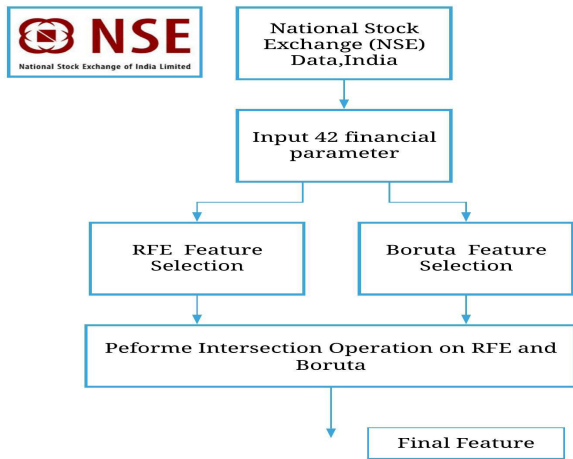 NSE
National Stock Exchange of India Limited
National Stock
Exchange (NSE)
Data,India
Input 42 financial
parameter
RFE Feature
Selection
Boruta Feature
Selection
Peforme Intersection Operation on RFE and
Boruta
Final Feature